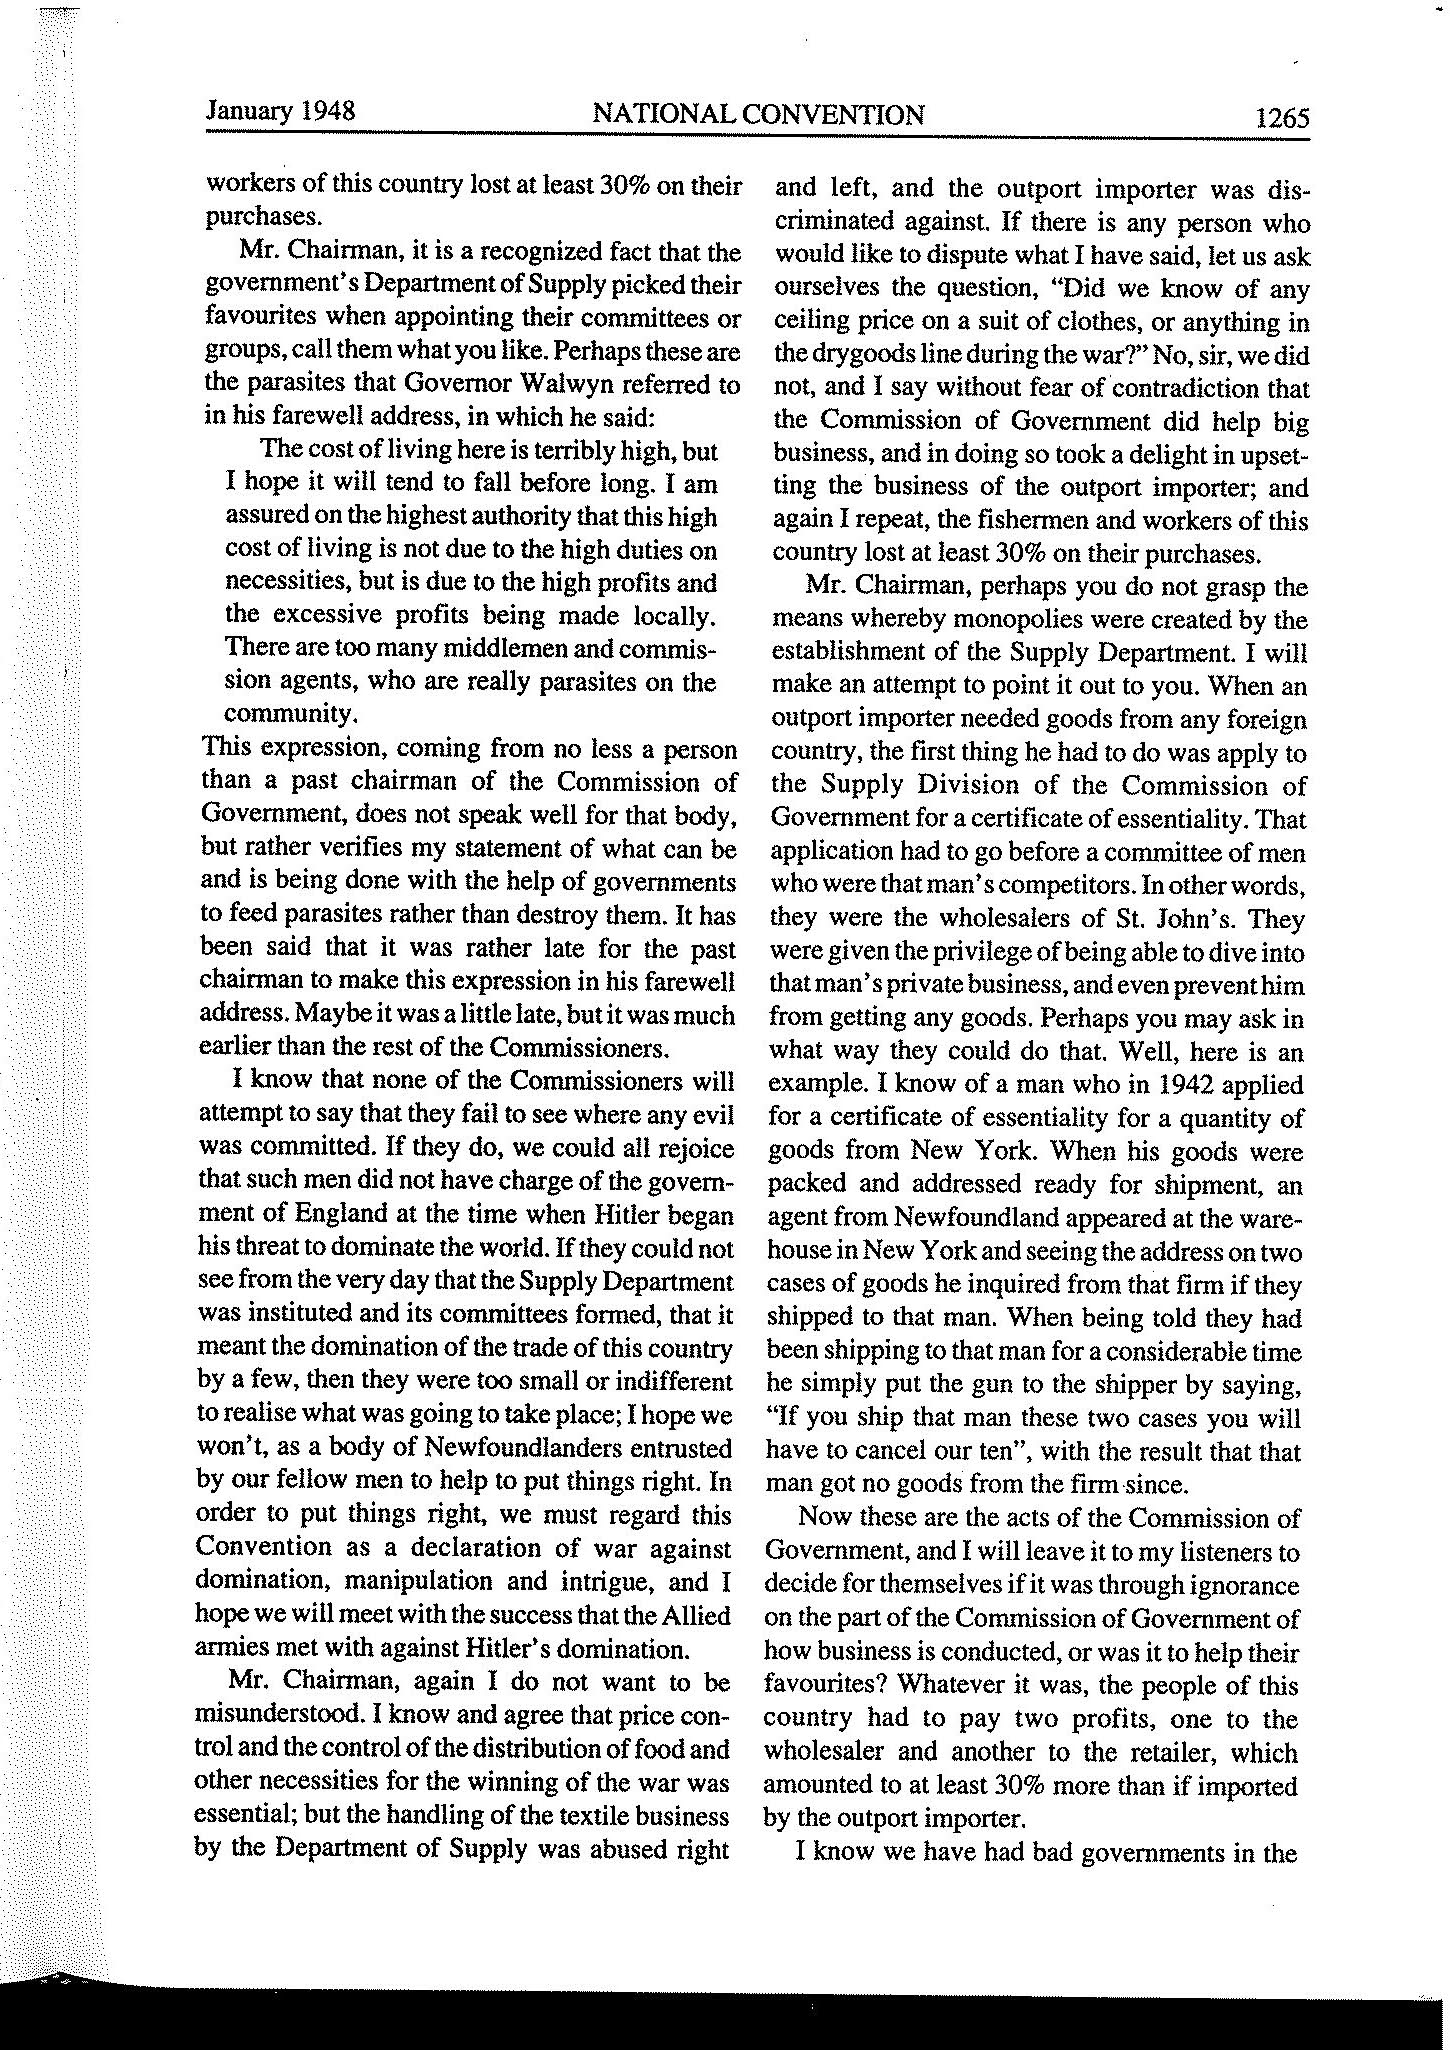 January 1948
NATIONAL CONVENTION
1265
workers of this country lost at least 30% on their
purchases.
Mr. Chairman, it is a recognized fact that the
government's Department of Supply picked their
favourites when appointing their committees or
groups, call them what you like. Perhaps these are
the parasites that Governor Walwyn referred to
in his farewell address, in which he said:
The cost of living here is terribly high, but
I hope it will tend to fall before long. I am
assured on the highest authority that this high
cost of living is not due to the high duties on
necessities, but is due to the high profits and
the excessive profits being made locally.
There are too many middlemen and commis-
sion agents, who are really parasites on the
community.
This expression, coming from no less a person
than a past chairman of the Commission of
Government, does not speak well for that body,
but rather verifies my statement of what can be
and is being done with the help of governments
to feed parasites rather than destroy them. It has
been said that it was rather late for the past
chairman to make this expression in his farewell
address. Maybe it was a little late, but it was much
earlier than the rest of the Commissioners.
I know that none of the Commissioners will
attempt to say that they fail to see where any evil
was committed. If they do, we could all rejoice
that such men did not have charge of the govern-
ment of England at the time when Hitler began
his threat to dominate the world. If they could not
see from the very day that the Supply Department
was instituted and its committees formed, that it
meant the domination of the trade of this country
by a few, then they were too small or indifferent
to realise what was going to take place; I hope we
won't, as a body of Newfoundlanders entrusted
by our fellow men to help to put things right. In
order to put things right, we must regard this
Convention as a declaration of war against
domination, manipulation and intrigue, and I
hope we will meet with the success that the Allied
armies met with against Hitler's domination.
Mr. Chairman, again I do not want to be
misunderstood. I know and agree that price con-
trol and the control of the distribution of food and
other necessities for the winning of the war was
essential; but the handling of the textile business
by the Department of Supply was abused right
and left, and the outport importer was dis-
criminated against. If there is any person who
would like to dispute what I have said, let us ask
ourselves the question, "Did we know of any
ceiling price on a suit of clothes, or anything in
the drygoods line during the war?" No, sir, we did
not, and I say without fear of contradiction that
the Commission of Government did help big
business, and in doing so took a delight in upset-
ting the business of the outport importer; and
again I repeat, the fishermen and workers of this
country lost at least 30% on their purchases.
Mr. Chairman, perhaps you do not grasp the
means whereby monopolies were created by the
establishment of the Supply Department. I will
make an attempt to point it out to you. When an
outport importer needed goods from any foreign
country, the first thing he had to do was apply to
the Supply Division of the Commission of
Government for a certificate of essentiality. That
application had to go before a committee of men
who were that man's competitors. In other words,
they were the wholesalers of St. John's. They
were given the privilege of being able to dive into
that man's private business, and even prevent him
from getting any goods. Perhaps you may ask in
what way they could do that. Well, here is an
example. I know of a man who in 1942 applied
for a certificate of essentiality for a quantity of
goods from New York. When his goods were
packed and addressed ready for shipment, an
agent from Newfoundland appeared at the ware-
house in New York and seeing the address on two
cases of goods he inquired from that firm if they
shipped to that man. When being told they had
been shipping to that man for a considerable time
he simply put the gun to the shipper by saying,
"If you ship that man these two cases you will
have to cancel our ten", with the result that that
man got no goods from the firm since.
Now these are the acts of the Commission of
Government, and I will leave it to my listeners to
decide for themselves if it was through ignorance
on the part of the Commission of Government of
how business is conducted, or was it to help their
favourites? Whatever it was, the people of this
country had to pay two profits, one to the
wholesaler and another to the retailer, which
amounted to at least 30% more than if imported
by the outport importer.
I know we have had bad governments in the